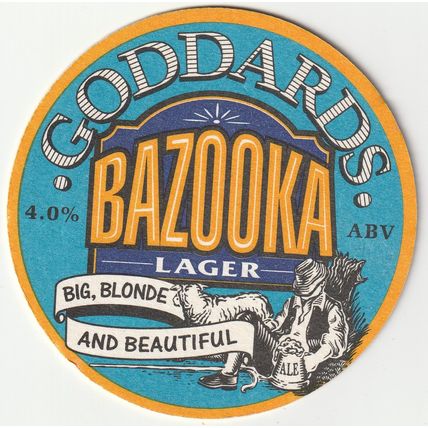 GODDARDS
BAZOOKA
4.0% ABV
LAGER
BIG, BLONDE
AND BEAUTIFUL
ALE